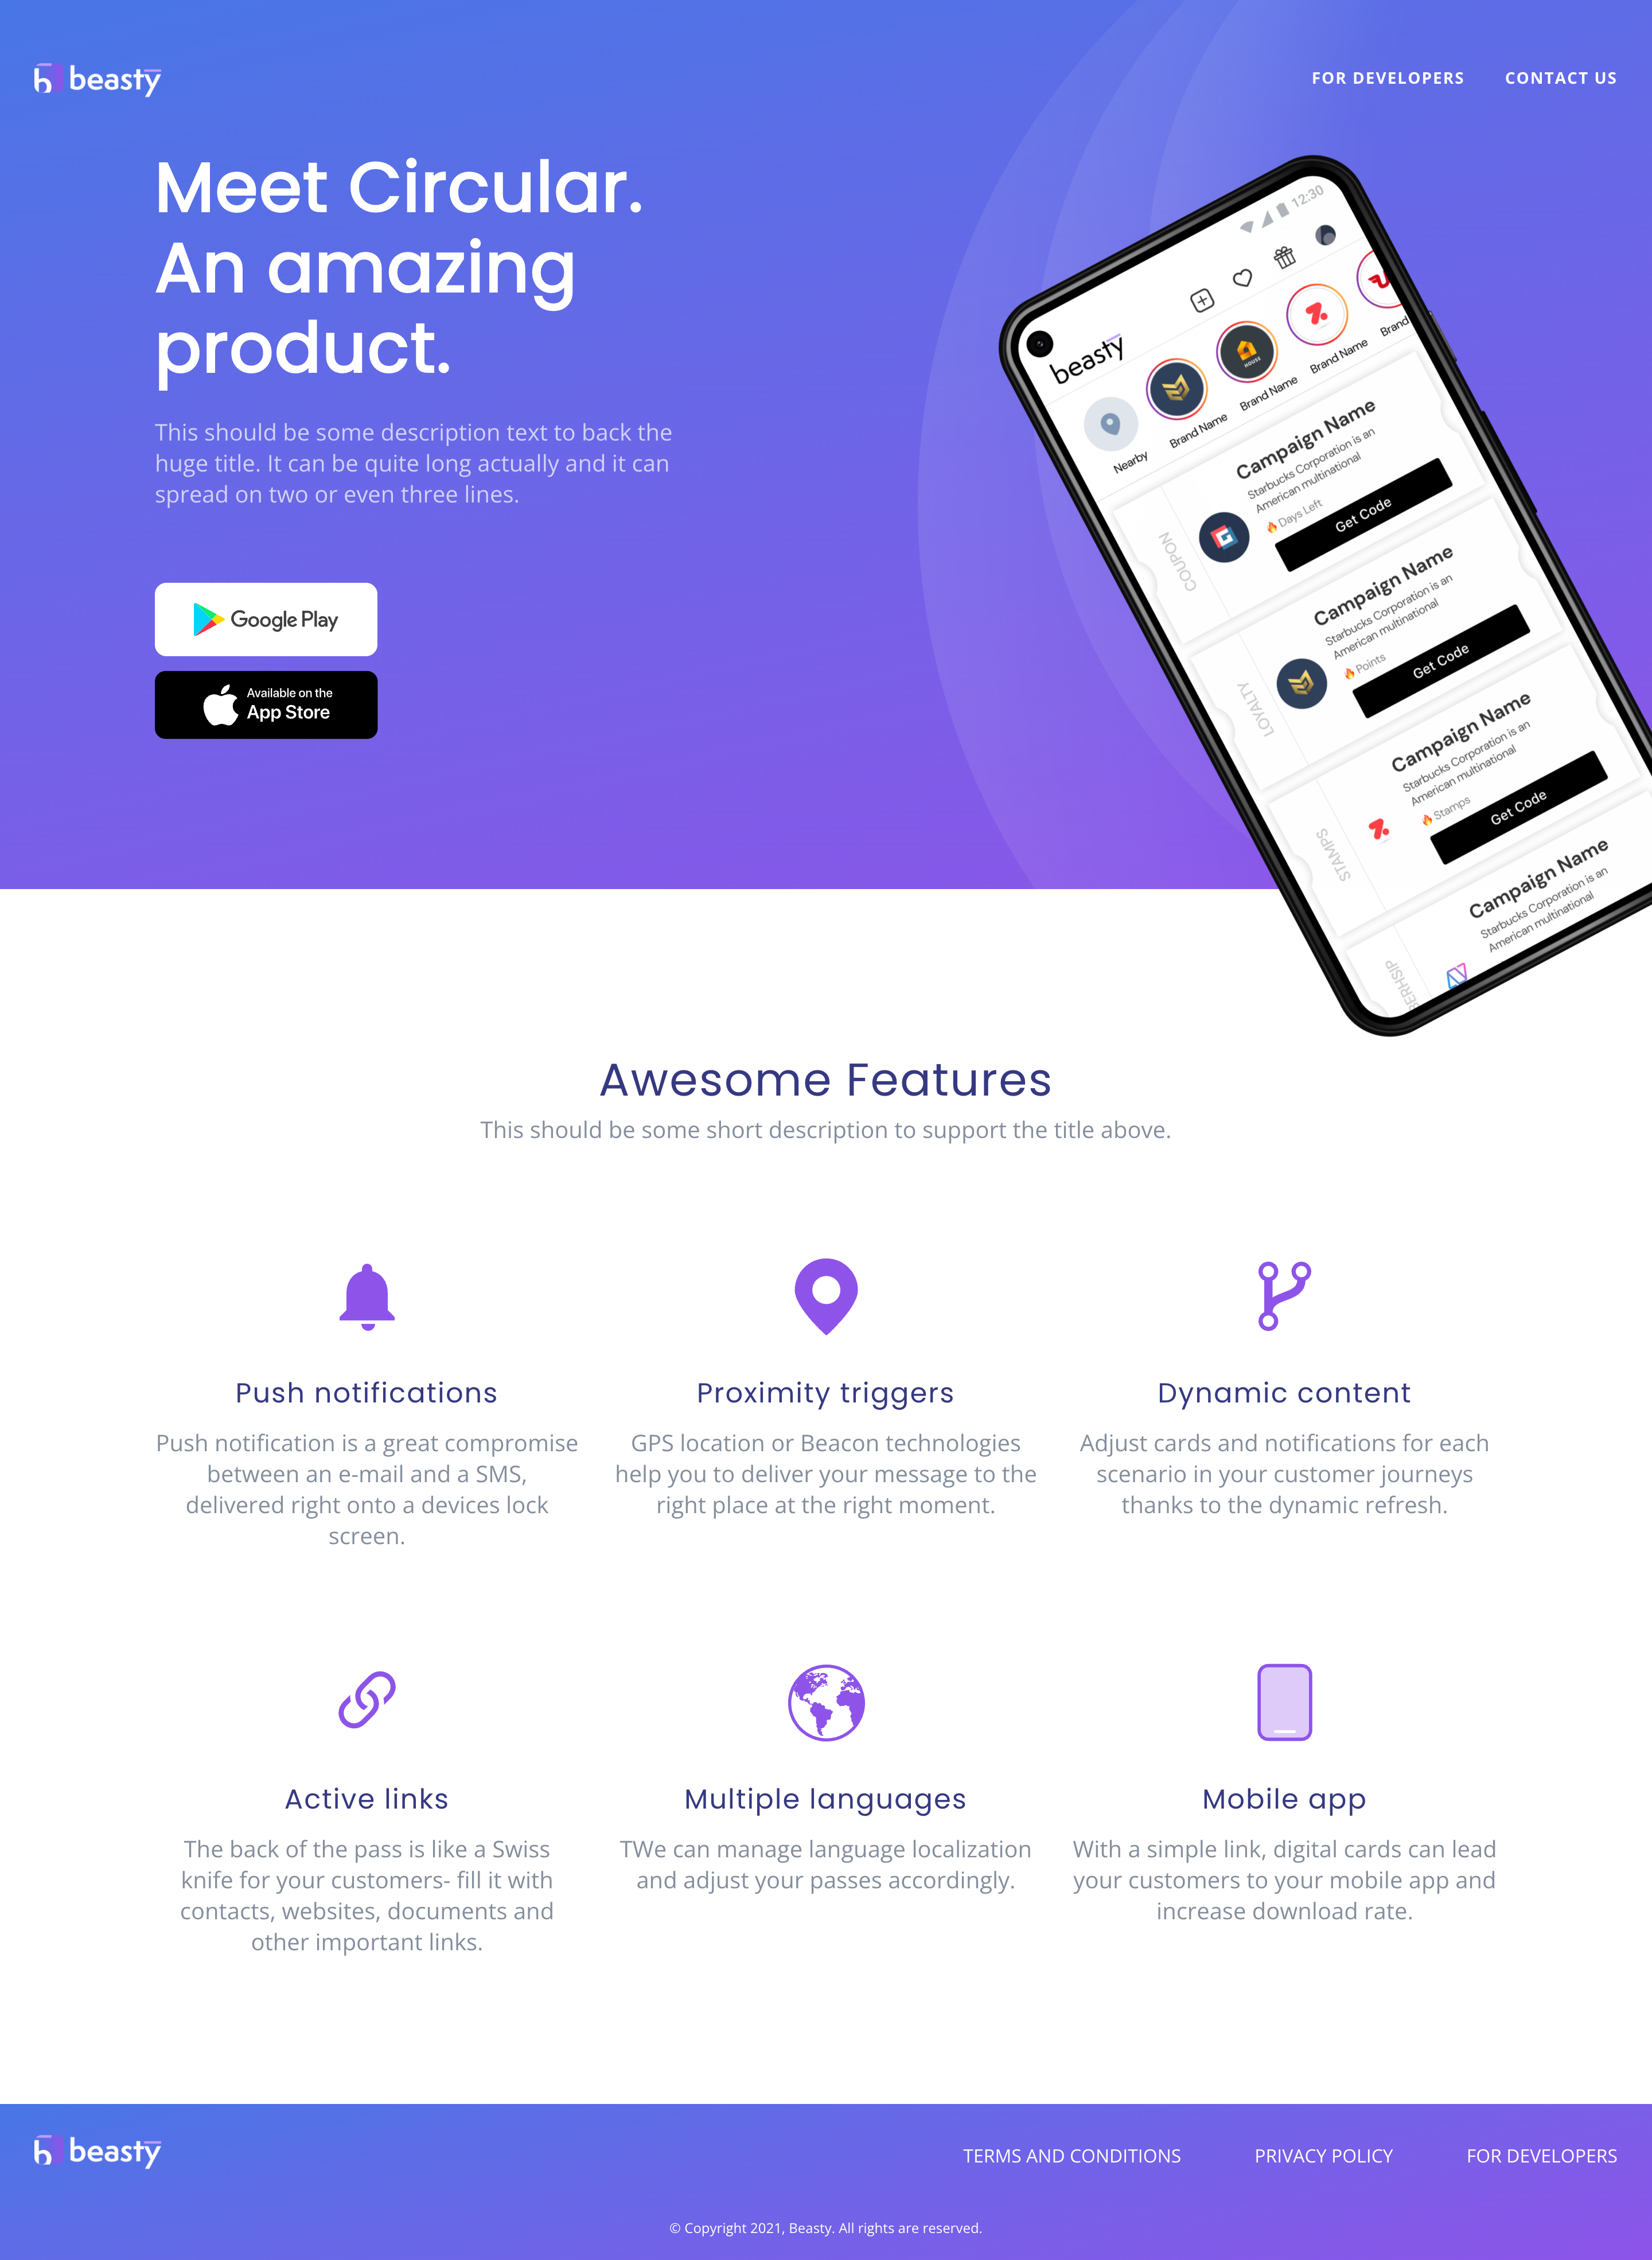 beasty
FOR DEVELOPERS
CONTACT US
Meet Circular.
An amazing
product.
This should be some description text to back the
huge title. It can be quite long actually and it can
spread on two or even three lines.
Google Play
Available on the
App Store
12:30
beasty
Nearby
Brand Name
HOUSE
Brand Name
Brand Name
Brand
COUPON
Campaign Name
Starbucks Corporation is an
American multinational
Days Left
Get Code
LOYALTY
Campaign Name
Starbucks Corporation is an
American multinational
Points
Get Code
STAMPS
Campaign Name
Starbucks Corporation is an
American multinational
Stamps
Get Code
BERHSIP
Campaign Name
Starbucks Corporation is an
American multinational
Awesome Features
This should be some short description to support the title above.
Push notifications
Push notification is a great compromise
between an e-mail and a SMS,
delivered right onto a devices lock
screen.
Proximity triggers
GPS location or Beacon technologies
help you to deliver your message to the
right place at the right moment.
Dynamic content
Adjust cards and notifications for each
scenario in your customer journeys
thanks to the dynamic refresh.
Active links
The back of the pass is like a Swiss
knife for your customers- fill it with
contacts, websites, documents and
other important links.
Multiple languages
TWe can manage language localization
and adjust your passes accordingly.
Mobile app
With a simple link, digital cards can lead
your customers to your mobile app and
increase download rate.
beasty
TERMS AND CONDITIONS
PRIVACY POLICY
FOR DEVELOPERS
© Copyright 2021, Beasty. All rights are reserved.